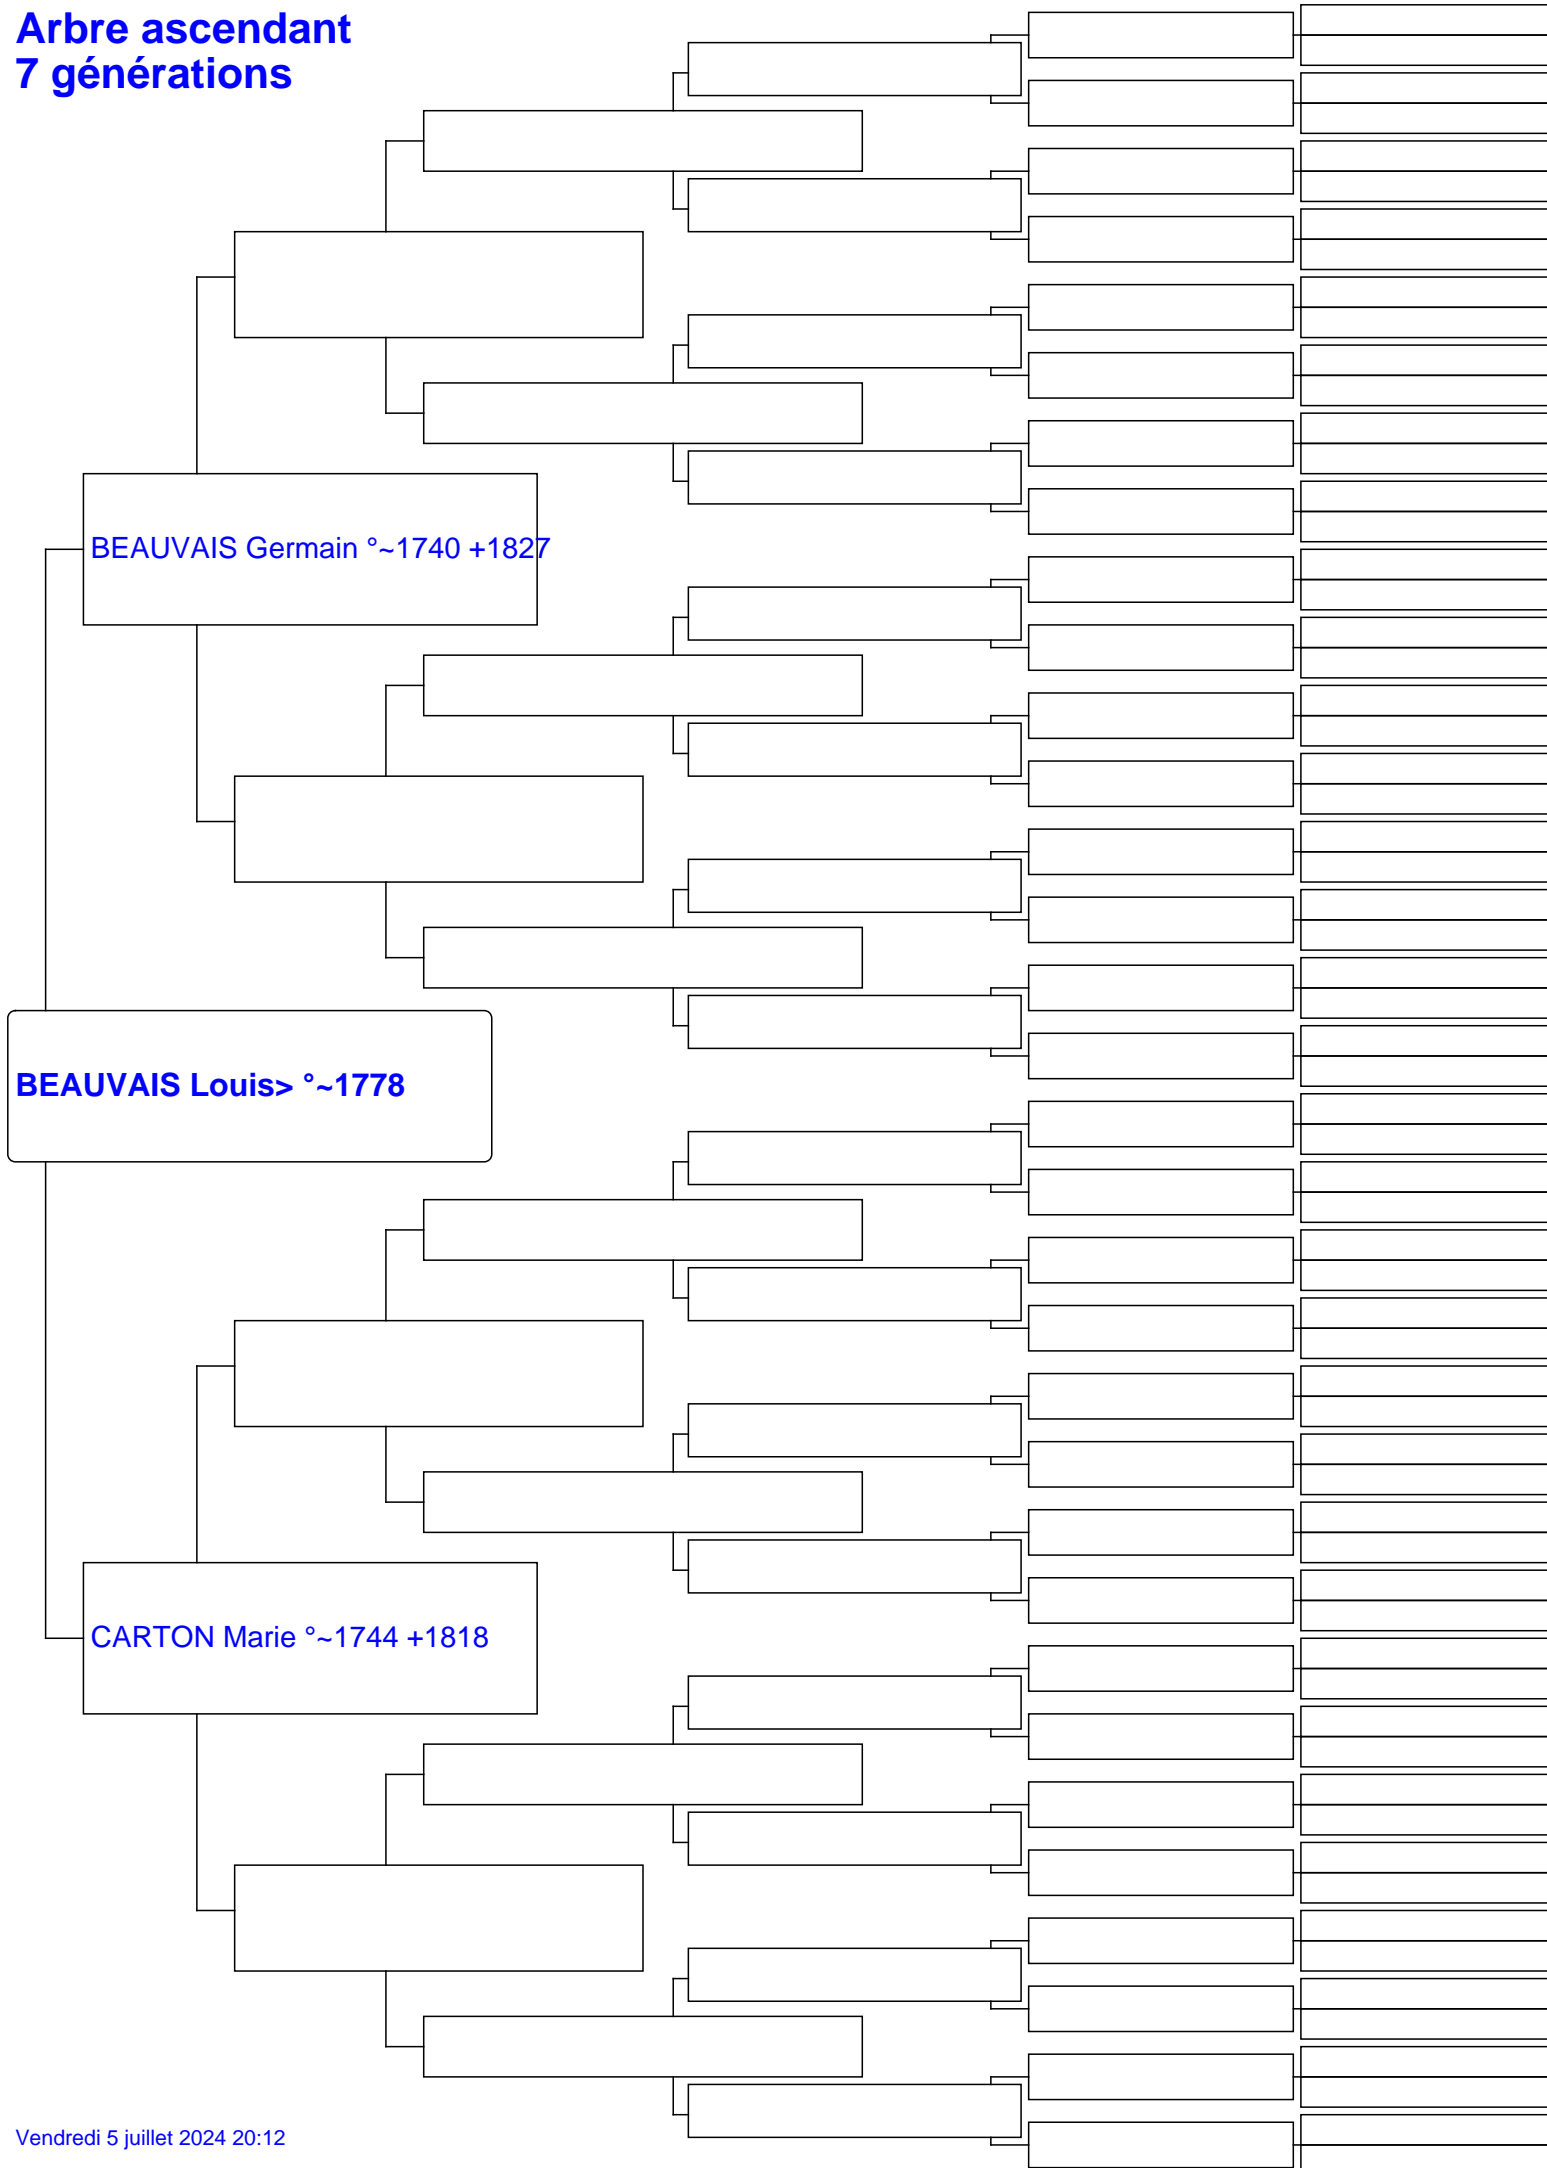 Arbre ascendant
7 générations
BEAUVAIS Germain °~1740 +1827
BEAUVAIS Louis> °~1778
CARTON Marie °~1744 +1818
Vendredi 5 juillet 2024 20:12